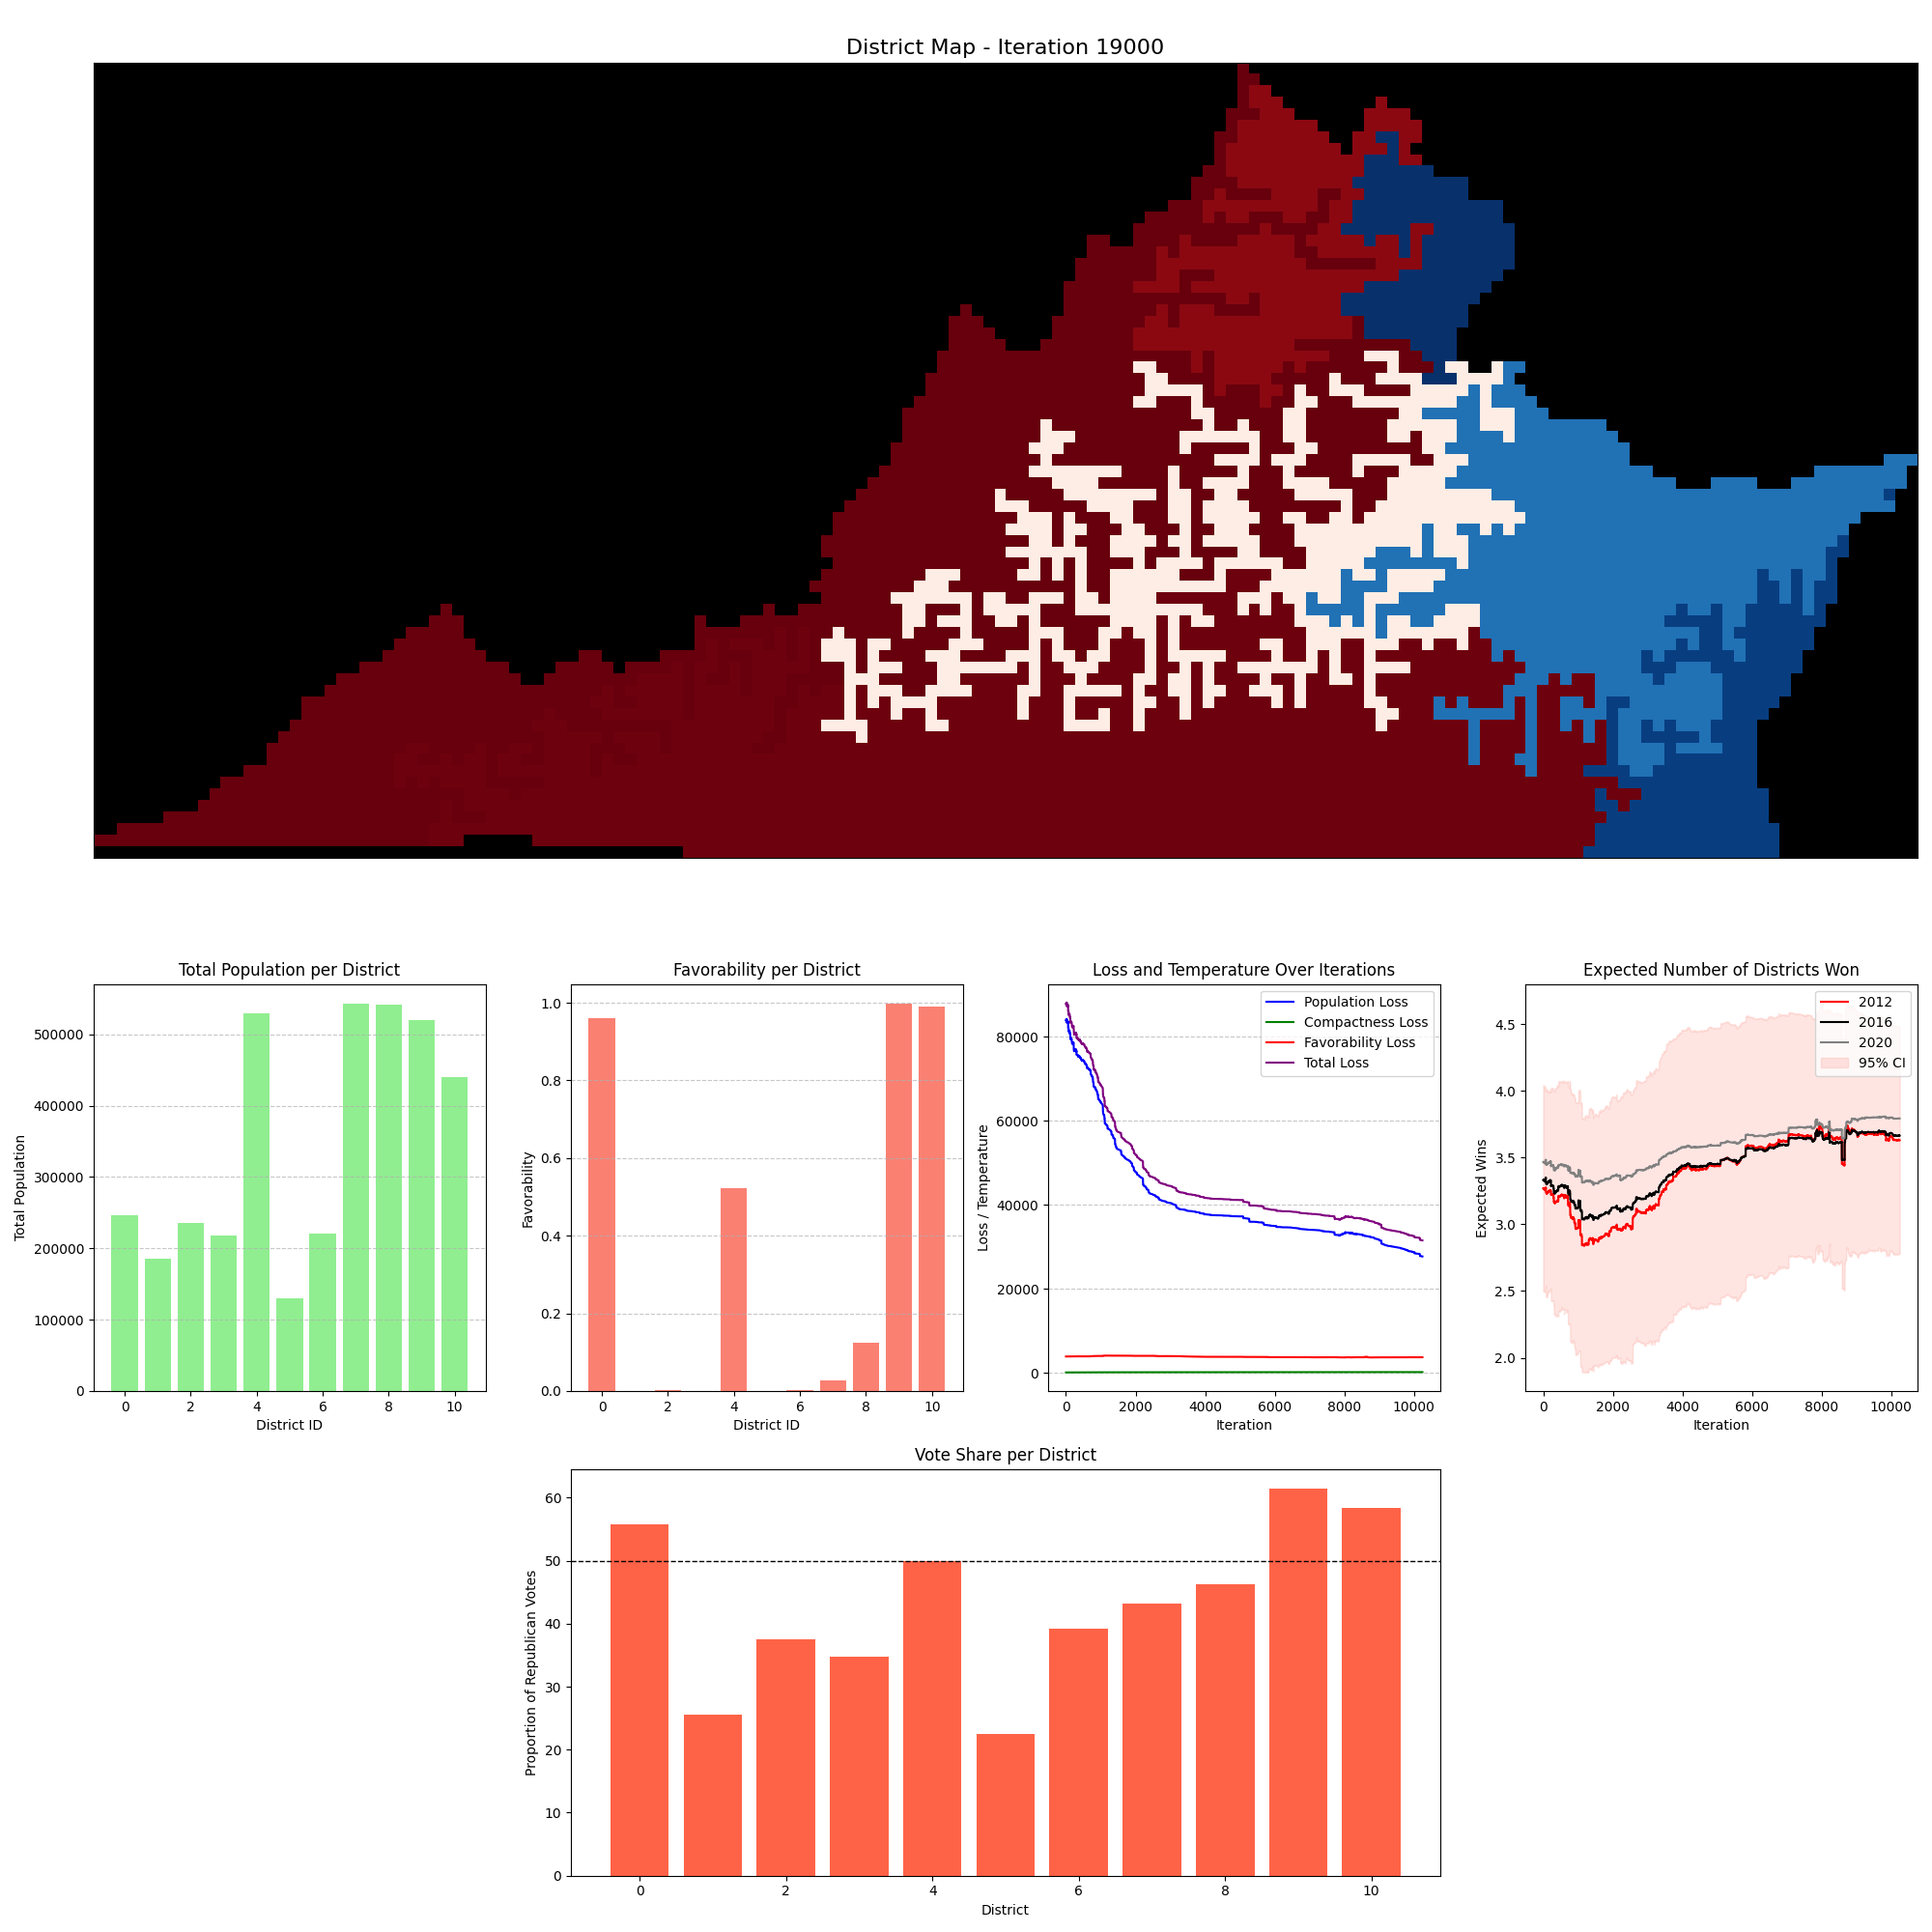 District Map - Iteration 19000
Total Population per District
Total Population
500000
400000
300000
200000
100000
0
0 2 4 6 8 10
District ID
Favorability per District
Favorability
1.0
0.8
0.6
0.4
0.2
0.0
0 2 4 6 8 10
District ID
Loss and Temperature Over Iterations
Loss / Temperature
80000
60000
40000
20000
0
Population Loss
Compactness Loss
Favorability Loss
Total Loss
0 2000 4000 6000 8000 10000
Iteration
Expected Number of Districts Won
Expected Wins
4.5
4.0
3.5
3.0
2.5
2.0
2012
2016
2020
95% CI
0 2000 4000 6000 8000 10000
Iteration
Vote Share per District
Proportion of Republican Votes
60
50
40
30
20
10
0
0 2 4 6 8 10
District